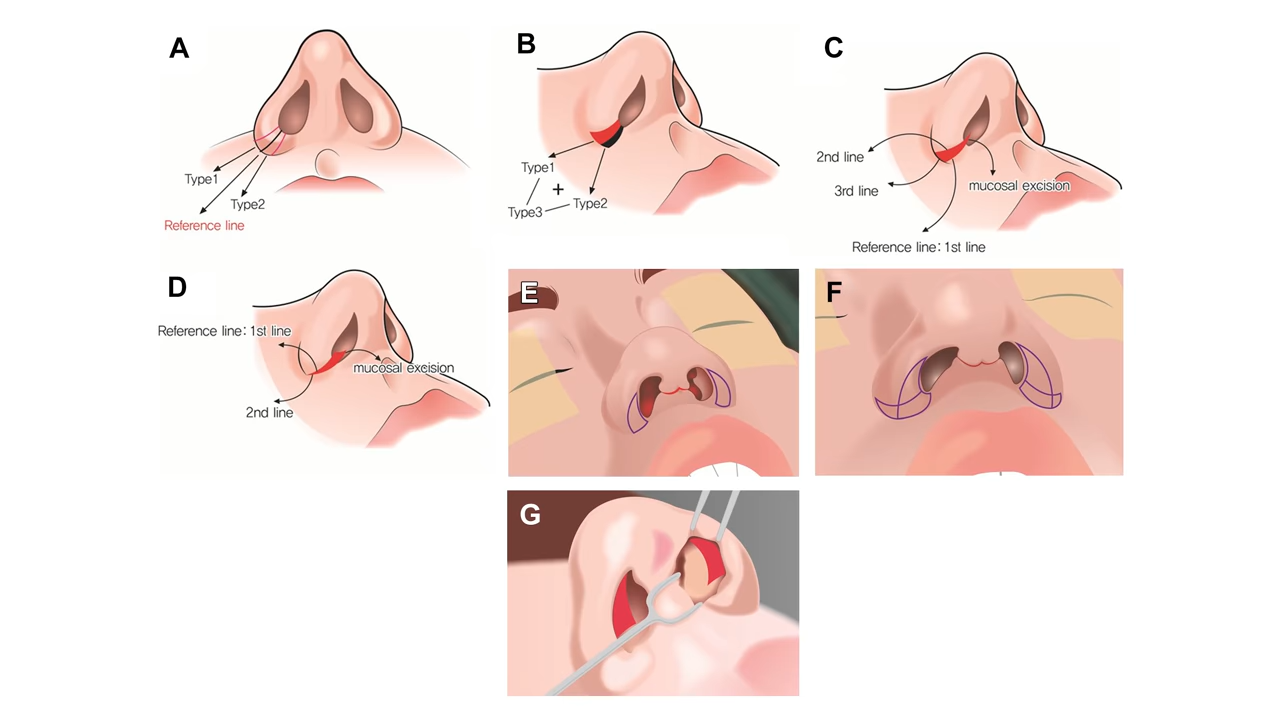 A
Type1
Type2
Reference line
B
Type1
+
Type3
Type2
C
2nd line
3rd line
mucosal excision
Reference line: 1st line
D
Reference line: 1st line
mucosal excision
2nd line
E
F
G